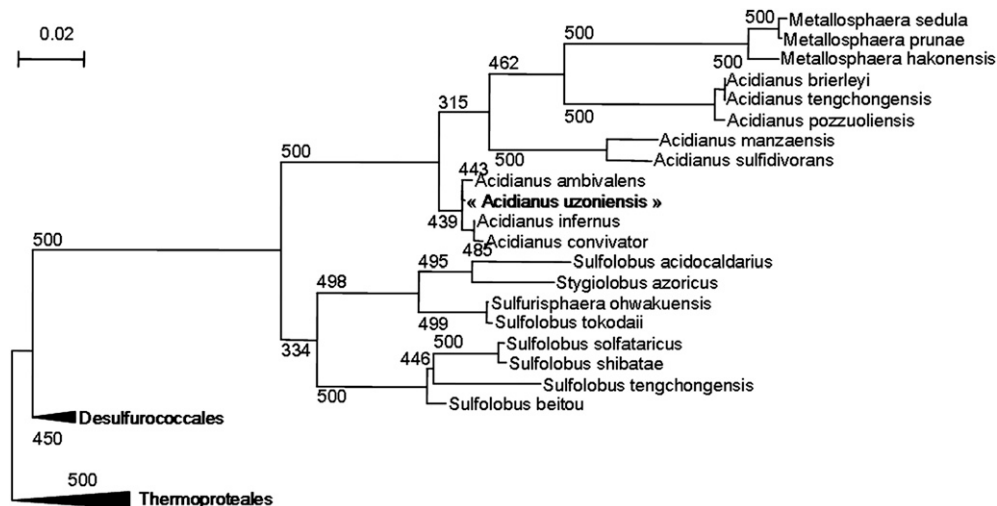 0.02
500
Metallosphaera sedula
Metallosphaera prunae
500
Metallosphaera hakonensis
462
500
Acidianus brierleyi
Acidianus tengchongensis
315
500
Acidianus pozzuoliensis
Acidianus manzaensis
500
500
Acidianus sulfidivorans
443
Acidianus ambivalens
« Acidianus uzoniensis »
439
Acidianus infernus
500
Acidianus convivator
485
495
Sulfolobus acidocaldarius
498
Stygiolobus azoricus
Sulfurisphaera ohwakuensis
499
Sulfolobus tokodaii
334
500
Sulfolobus solfataricus
446
Sulfolobus shibatae
Sulfolobus tengchongensis
500
Sulfolobus beitou
Desulfurococcales
450
500
Thermoproteales